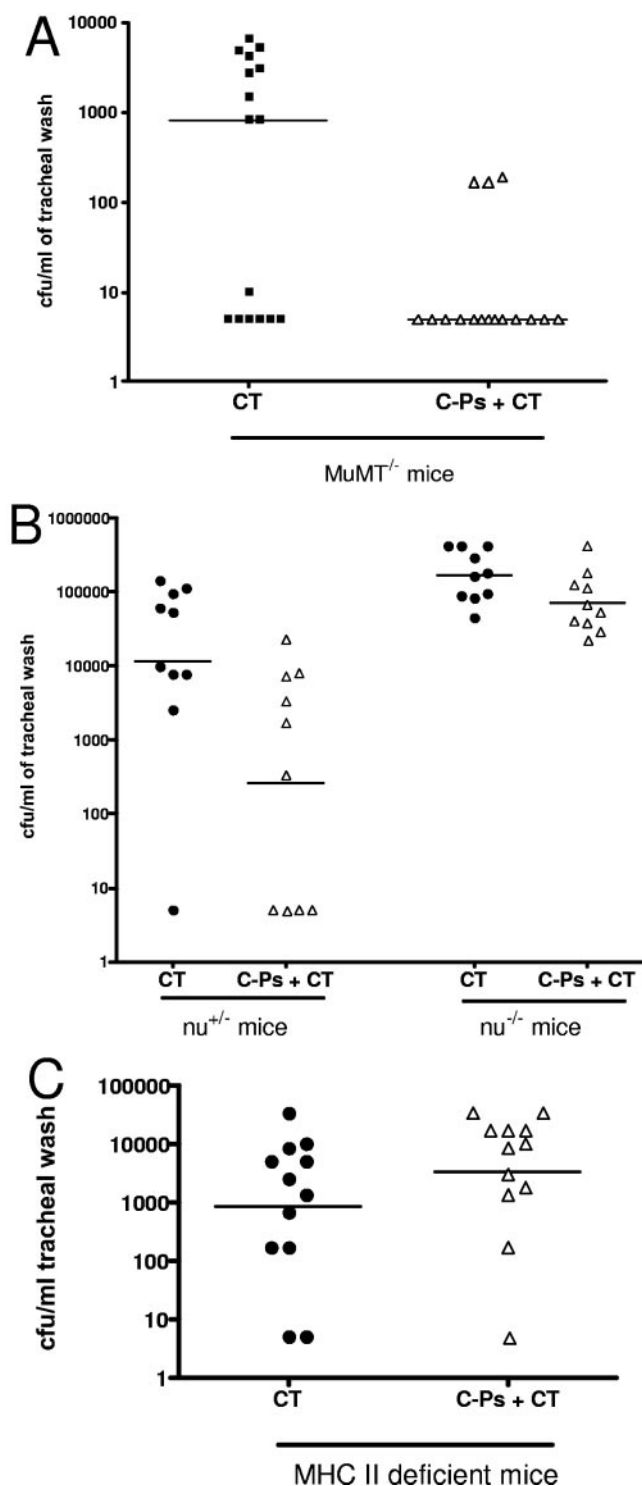 A
cfu/ml of tracheal wash
10000
1000
100
10
1
CT
C-Ps + CT
MuMT-/- mice
B
cfu/ml of tracheal wash
1000000
100000
10000
1000
100
10
1
CT
C-Ps + CT
CT
C-Ps + CT
nu+/- mice
nu-/- mice
C
cfu/ml tracheal wash
100000
10000
1000
100
10
1
CT
C-Ps + CT
MHC II deficient mice